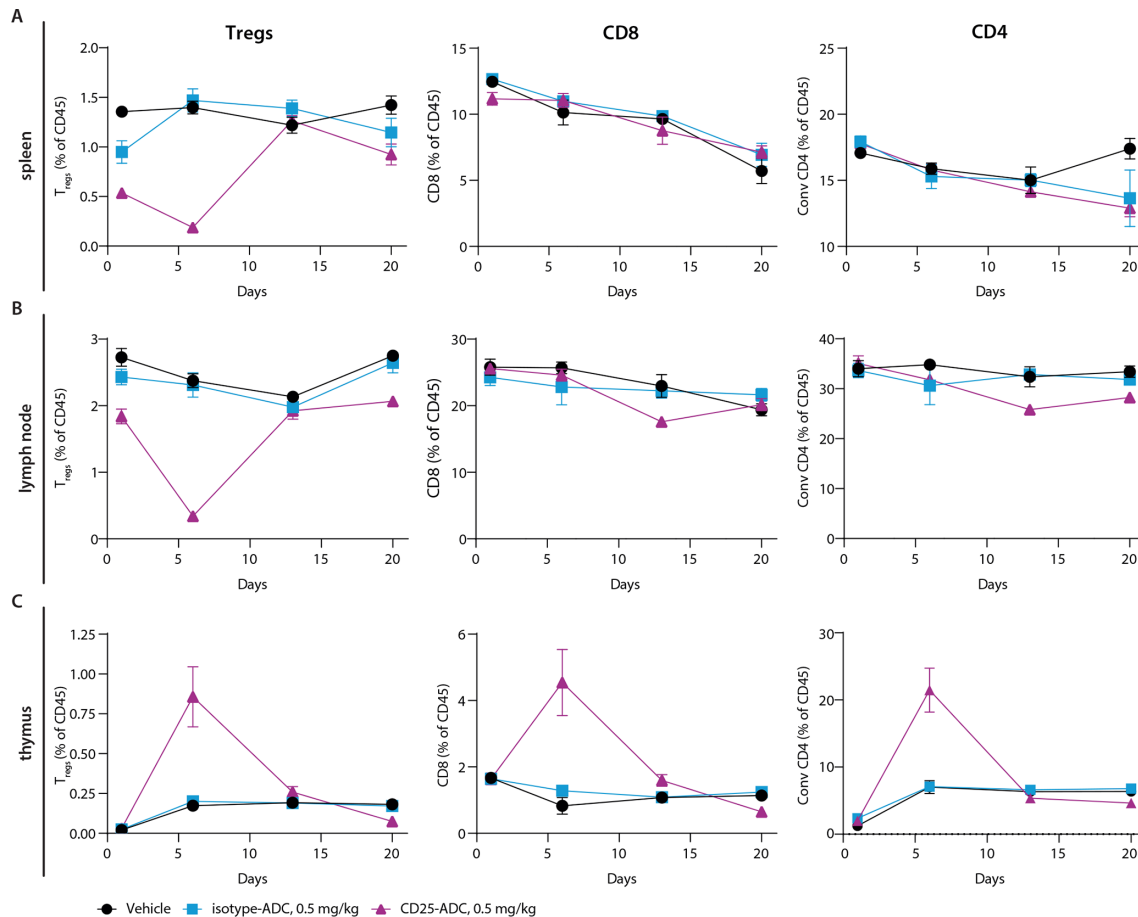 A
Tregs
CD8
CD4
spleen
Tregs (% of CD45)
2.0
1.5
1.0
0.5
0.0
0 5 10 15 20
Days
CD8 (% of CD45)
15
10
5
0
0 5 10 15 20
Days
Conv CD4 (% of CD45)
25
20
15
10
0 5 10 15 20
Days
B
lymph node
Tregs (% of CD45)
3
2
1
0
0 5 10 15 20
Days
CD8 (% of CD45)
30
20
10
0
0 5 10 15 20
Days
Conv CD4 (% of CD45)
40
30
20
10
0
0 5 10 15 20
Days
C
thymus
Tregs (% of CD45)
1.25
1.00
0.75
0.50
0.25
0.00
0 5 10 15 20
Days
CD8 (% of CD45)
6
4
2
0
0 5 10 15 20
Days
Conv CD4 (% of CD45)
30
20
10
0
0 5 10 15 20
Days
Vehicle isotype-ADC, 0.5 mg/kg CD25-ADC, 0.5 mg/kg